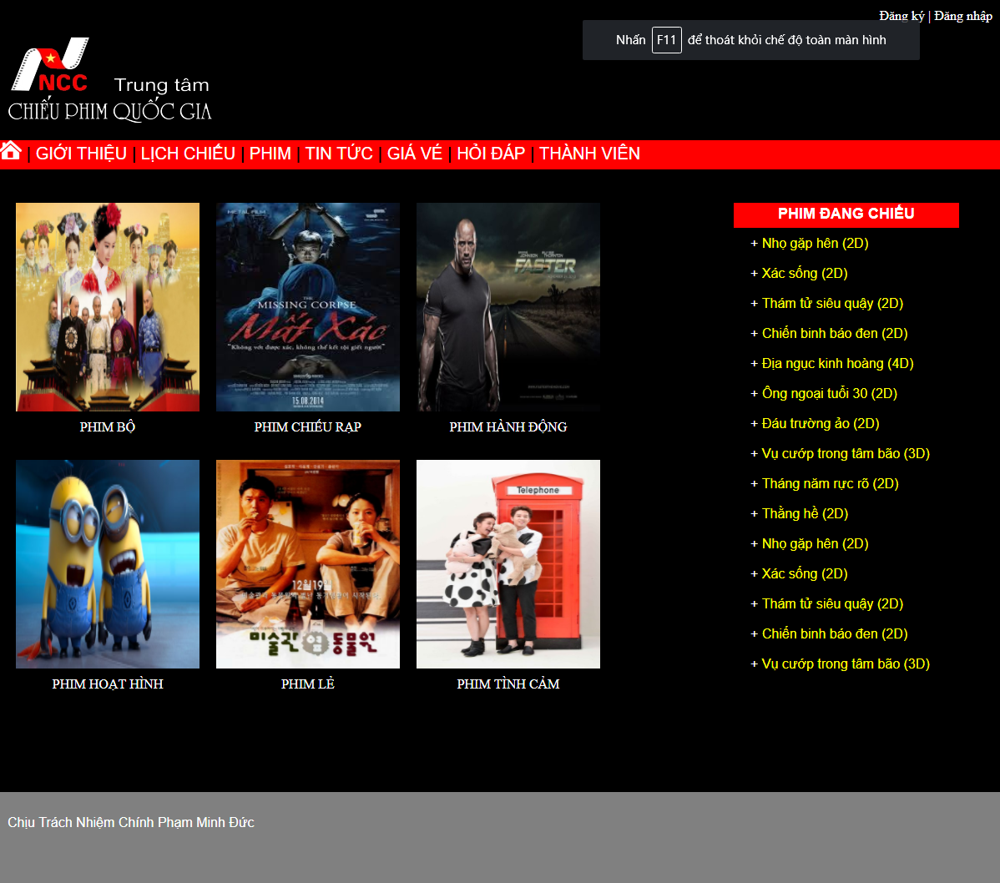 Đăng ký | Đăng nhập
Nhấn F11 để thoát khỏi chế độ toàn màn hình
NCC
Trung tâm
CHIẾU PHIM QUỐC GIA
| GIỚI THIỆU | LỊCH CHIẾU | PHIM | TIN TỨC | GIÁ VÉ | HỎI ĐÁP | THÀNH VIÊN
THE
MISSING CORPSE
Mất Xác
"Không vớt được xác, không thể kết tội giết người"
15.08.2014
FASTER
PHIM BỘ
PHIM CHIẾU RẠP
PHIM HÀNH ĐỘNG
12월19일
미술관 옆 동물원
Telephone
PHIM HOẠT HÌNH
PHIM LẺ
PHIM TÌNH CẢM
PHIM ĐANG CHIẾU
+ Nhọ gặp hên (2D)
+ Xác sống (2D)
+ Thám tử siêu quậy (2D)
+ Chiến binh báo đen (2D)
+ Địa ngục kinh hoàng (4D)
+ Ông ngoại tuổi 30 (2D)
+ Đấu trường ảo (2D)
+ Vụ cướp trong tâm bão (3D)
+ Tháng năm rực rỡ (2D)
+ Thằng hề (2D)
+ Nhọ gặp hên (2D)
+ Xác sống (2D)
+ Thám tử siêu quậy (2D)
+ Chiến binh báo đen (2D)
+ Vụ cướp trong tâm bão (3D)
Chịu Trách Nhiệm Chính Phạm Minh Đức